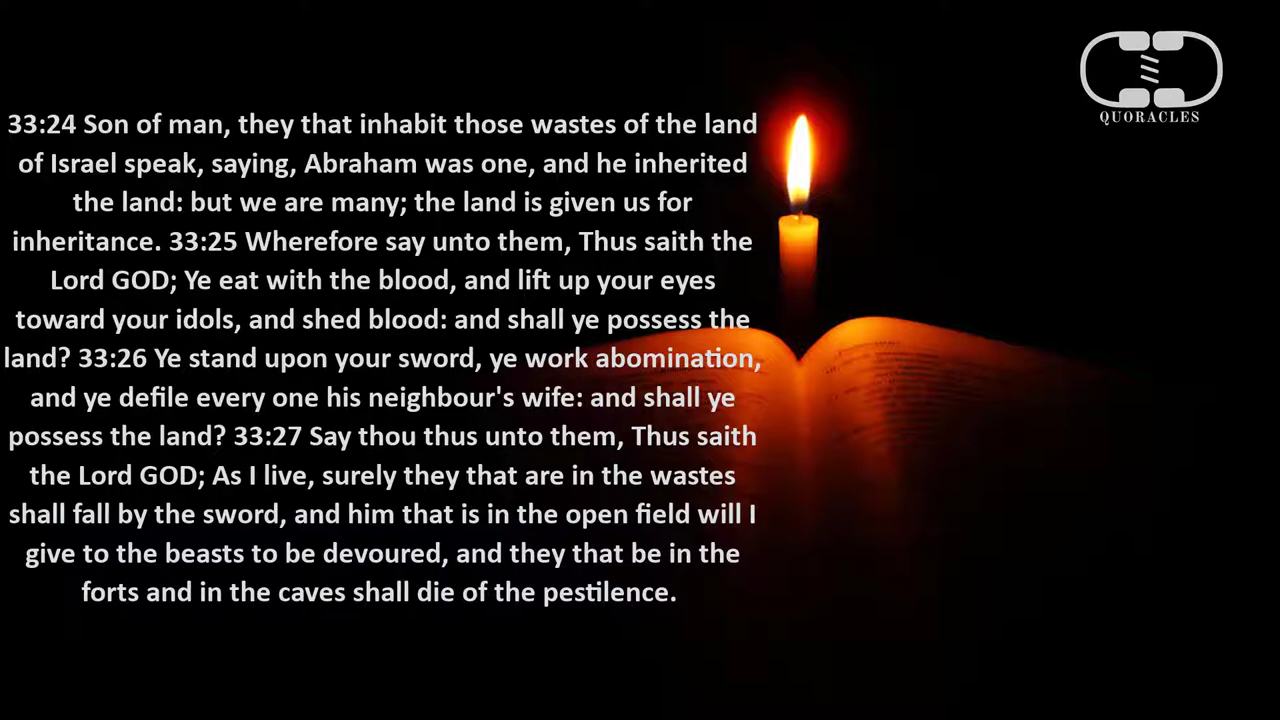 33:24 Son of man, they that inhabit those wastes of the land
of Israel speak, saying, Abraham was one, and he inherited
the land: but we are many; the land is given us for
inheritance. 33:25 Wherefore say unto them, Thus saith the
Lord GOD; Ye eat with the blood, and lift up your eyes
toward your idols, and shed blood: and shall ye possess the
land? 33:26 Ye stand upon your sword, ye work abomination,
and ye defile every one his neighbour's wife: and shall ye
possess the land? 33:27 Say thou thus unto them, Thus saith
the Lord GOD; As I live, surely they that are in the wastes
shall fall by the sword, and him that is in the open field will I
give to the beasts to be devoured, and they that be in the
forts and in the caves shall die of the pestilence.
QUORACLES